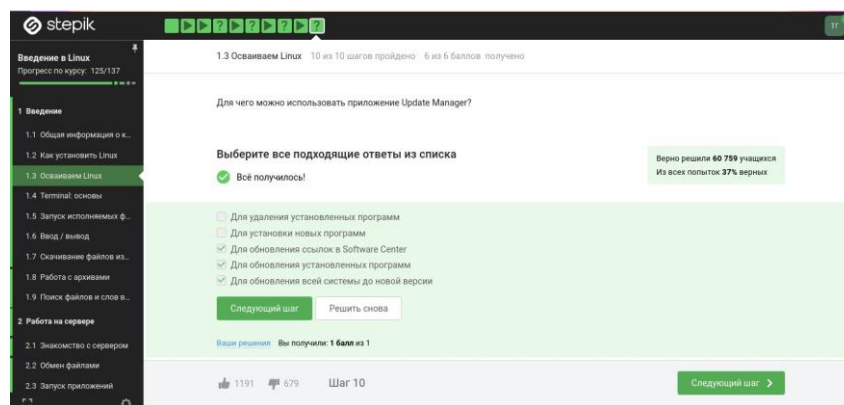 stepik
ТГ
Введение в Linux
Прогресс по курсу: 125/137
1 Введение
1.1 Общая информация о к...
1.2 Как установить Linux
1.3 Осваиваем Linux
1.4 Terminal: основы
1.5 Запуск исполняемых ф...
1.6 Ввод / вывод
1.7 Скачивание файлов из...
1.8 Работа с архивами
1.9 Поиск файлов и слов в...
2 Работа на сервере
2.1 Знакомство с сервером
2.2 Обмен файлами
2.3 Запуск приложений
1.3 Осваиваем Linux 10 из 10 шагов пройдено 6 из 6 баллов получено
Для чего можно использовать приложение Update Manager?
Выберите все подходящие ответы из списка
Всё получилось!
Верно решили 60 759 учащихся
Из всех попыток 37% верных
Для удаления установленных программ
Для установки новых программ
Для обновления ссылок в Software Center
Для обновления установленных программ
Для обновления всей системы до новой версии
Следующий шаг Решить снова
Ваши решения Вы получили: 1 балл из 1
1191 679 Шаг 10 Следующий шаг